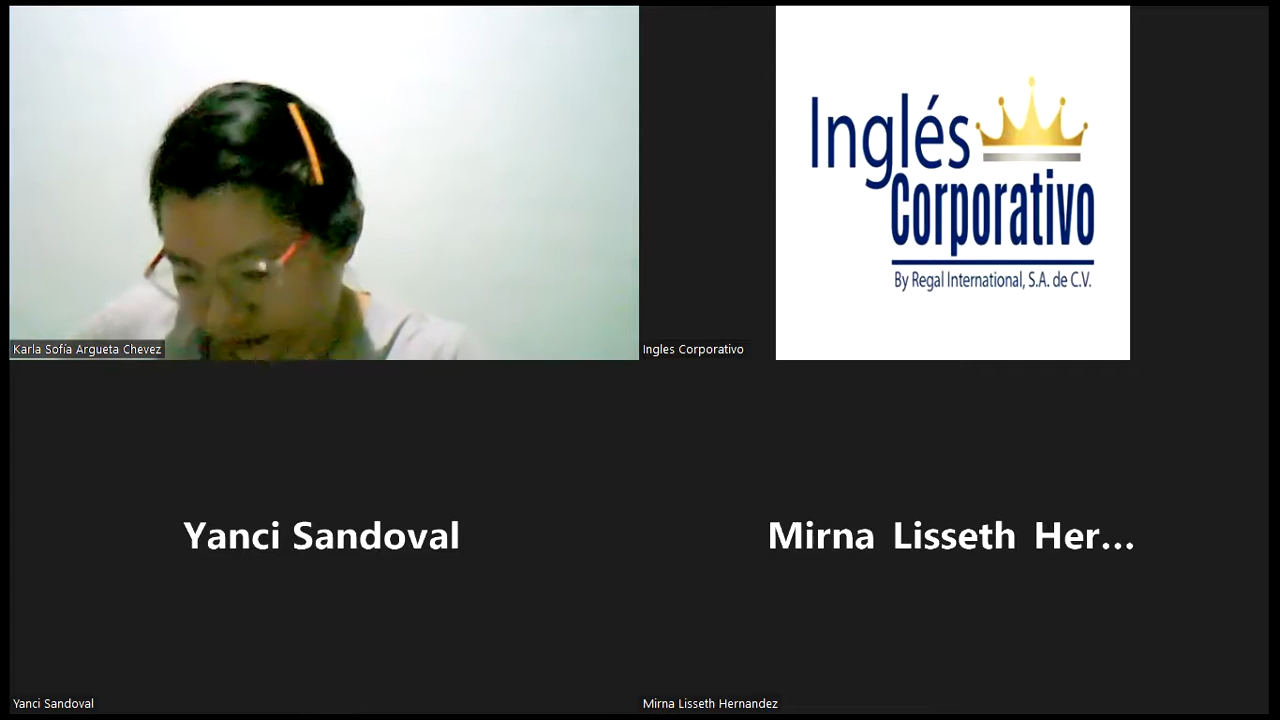 Inglés
Corporativo
By Regal International, S.A. de C.V.
Karla Sofía Argueta Chevez
Ingles Corporativo
Yanci Sandoval
Mirna Lisseth Her...
Yanci Sandoval
Mirna Lisseth Hernandez